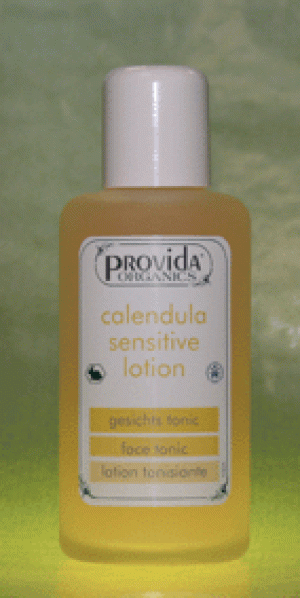 PROVIDA
ORGANICS
calendula
sensitive
lotion
gesichts tonic
face tonic
lotion tonisiante